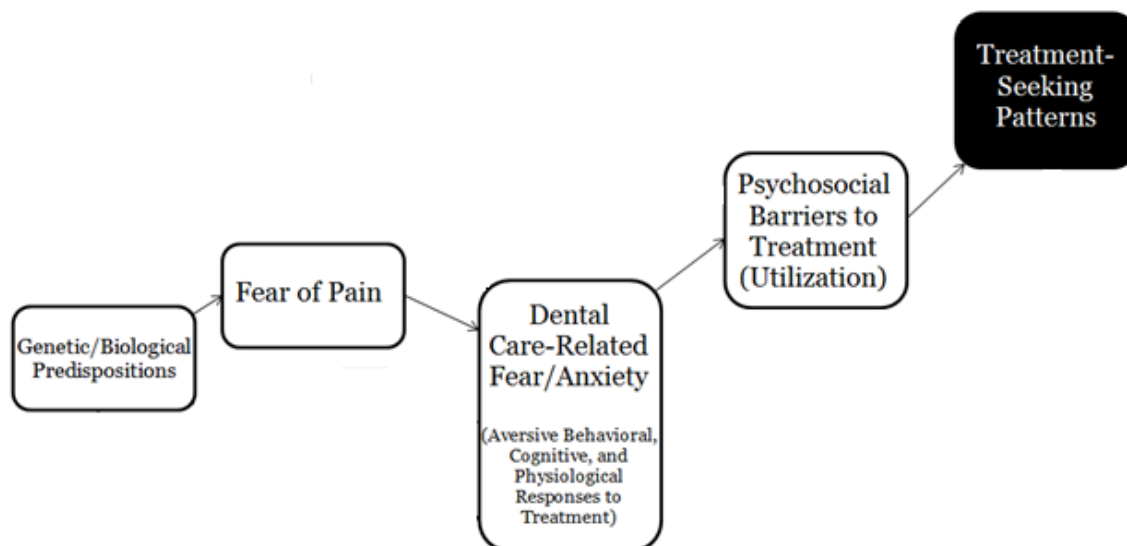 Genetic/Biological
Predispositions
Fear of Pain
Dental
Care-Related
Fear/Anxiety
(Aversive Behavioral,
Cognitive, and
Physiological
Responses to
Treatment)
Psychosocial
Barriers to
Treatment
(Utilization)
Treatment-
Seeking
Patterns